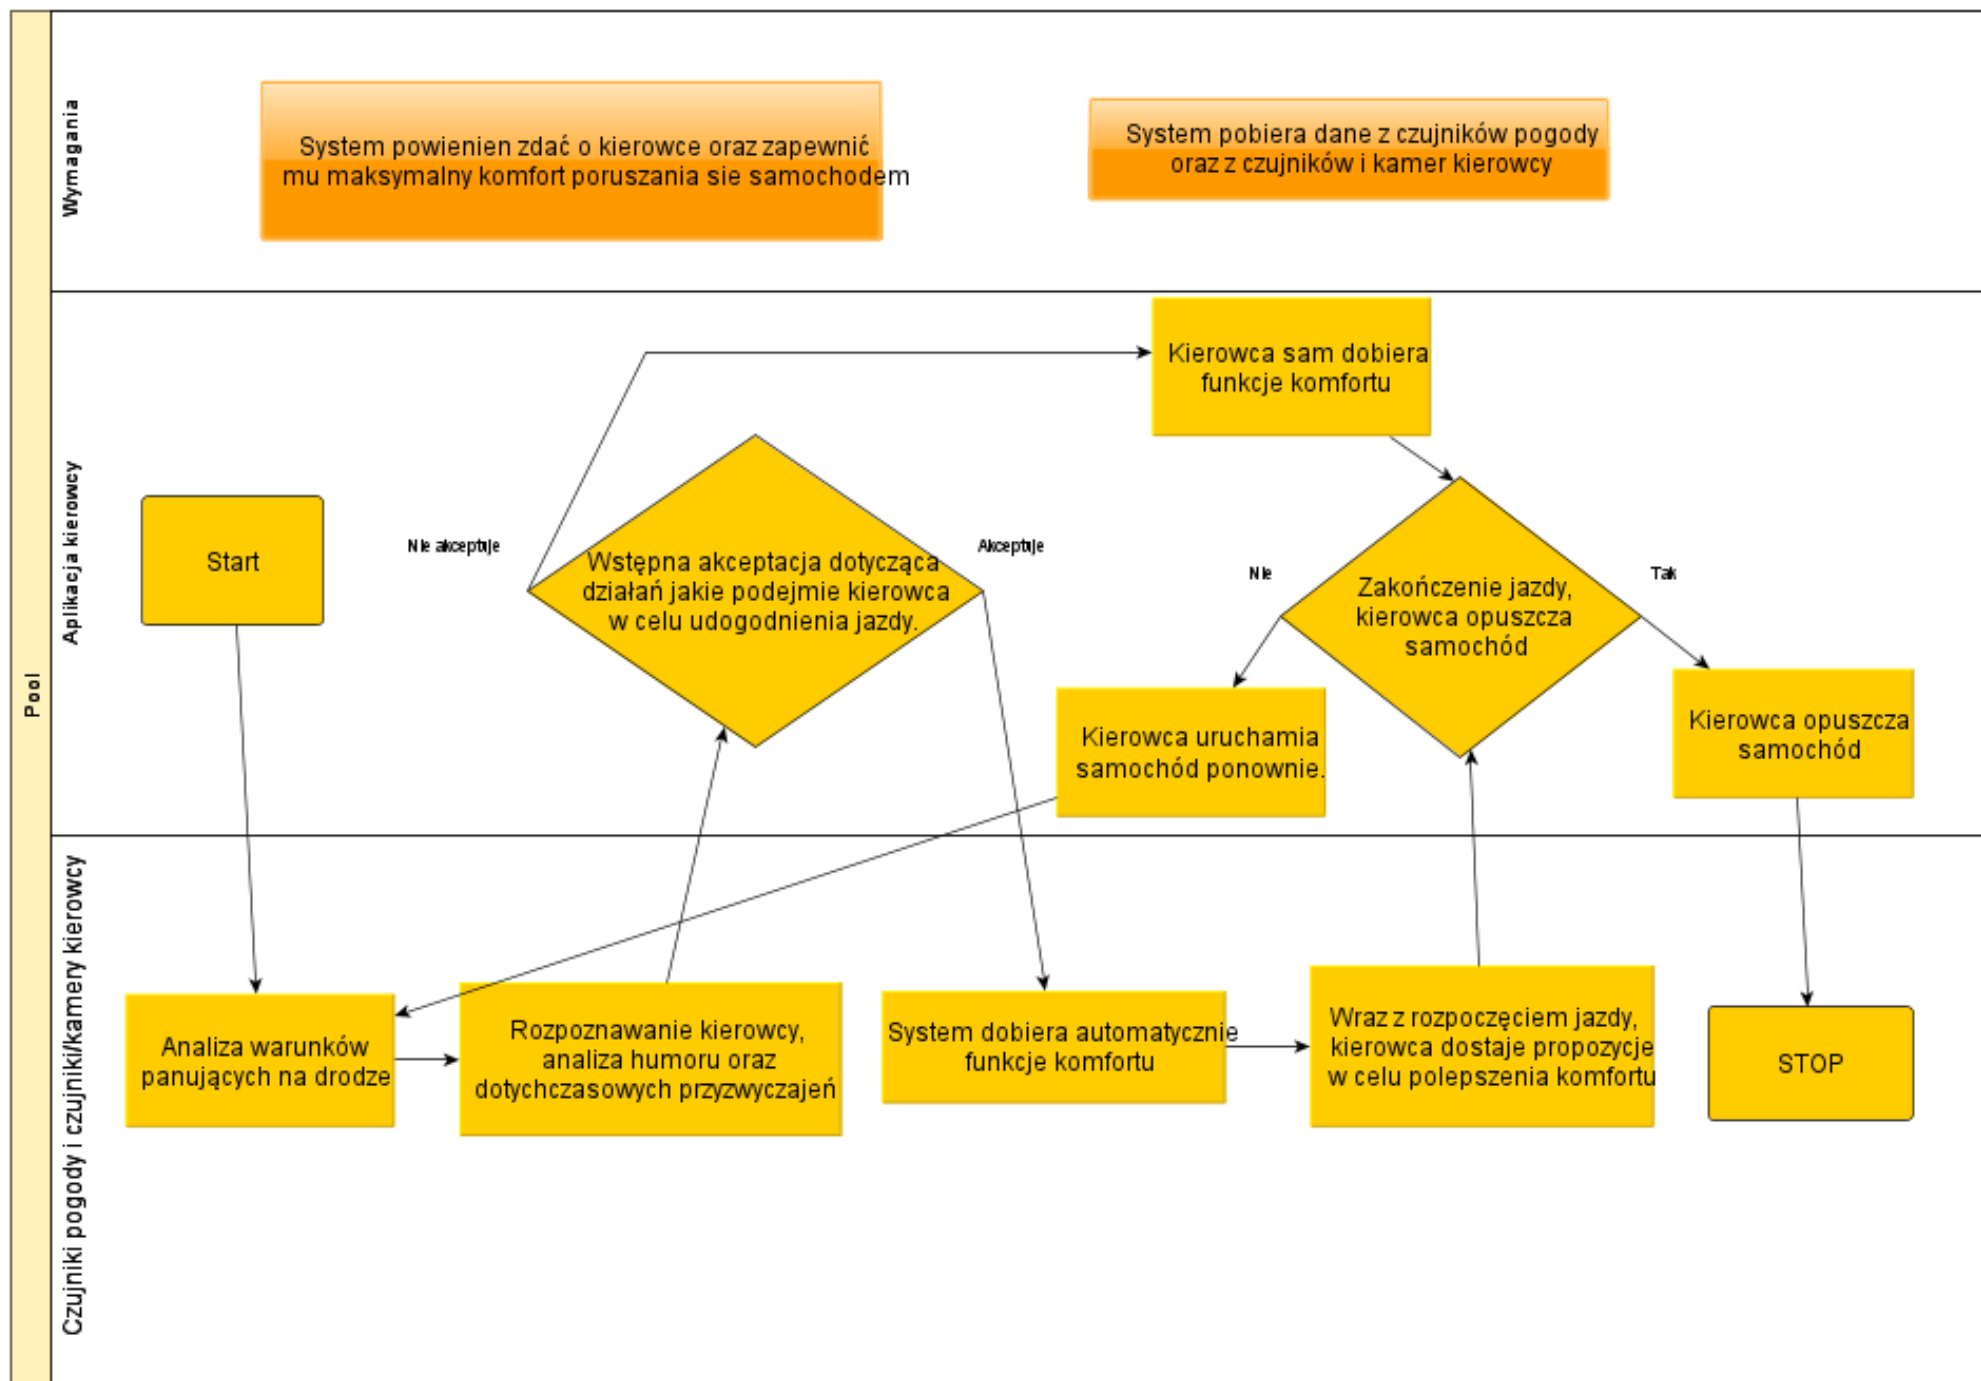 Pool
Wymagania
System powienien zdać o kierowce oraz zapewnić
mu maksymalny komfort poruszania sie samochodem
System pobiera dane z czujników pogody
oraz z czujników i kamer kierowcy
Aplikacja kierowcy
Start
Nie akceptuje
Wstępna akceptacja dotycząca
działań jakie podejmie kierowca
w celu udogodnienia jazdy.
Akceptuje
Kierowca sam dobiera
funkcje komfortu
Nie
Zakończenie jazdy,
kierowca opuszcza
samochód
Tak
Kierowca uruchamia
samochód ponownie.
Kierowca opuszcza
samochód
Czujniki pogody i czujniki/kamery kierowcy
Analiza warunków
panujących na drodze
Rozpoznawanie kierowcy,
analiza humoru oraz
dotychczasowych przyzwyczajeń
System dobiera automatycznie
funkcje komfortu
Wraz z rozpoczęciem jazdy,
kierowca dostaje propozycje
w celu polepszenia komfortu
STOP